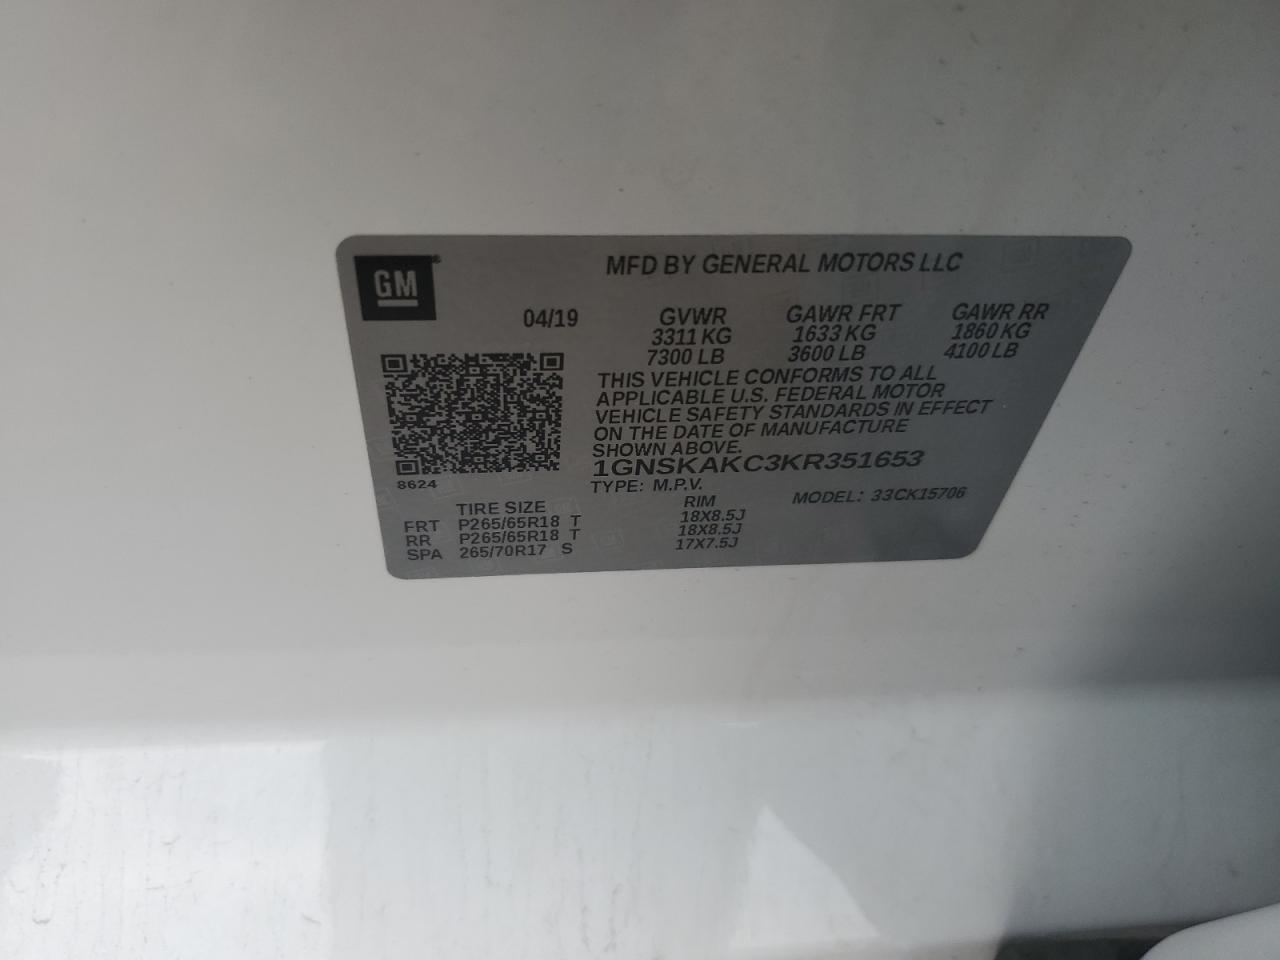 GM
MFD BY GENERAL MOTORS LLC
04/19 GVWR GAWR FRT GAWR RR
3311 KG 1633 KG 1860 KG
7300 LB 3600 LB 4100 LB
THIS VEHICLE CONFORMS TO ALL
APPLICABLE U.S. FEDERAL MOTOR
VEHICLE SAFETY STANDARDS IN EFFECT
ON THE DATE OF MANUFACTURE
SHOWN ABOVE.
1GNSKAKC3KR351653
8624
TYPE: M.P.V. MODEL: 33CK15706
TIRE SIZE RIM
FRT P265/65R18 T 18X8.5J
RR P265/65R18 T 18X8.5J
SPA 265/70R17 S 17X7.5J